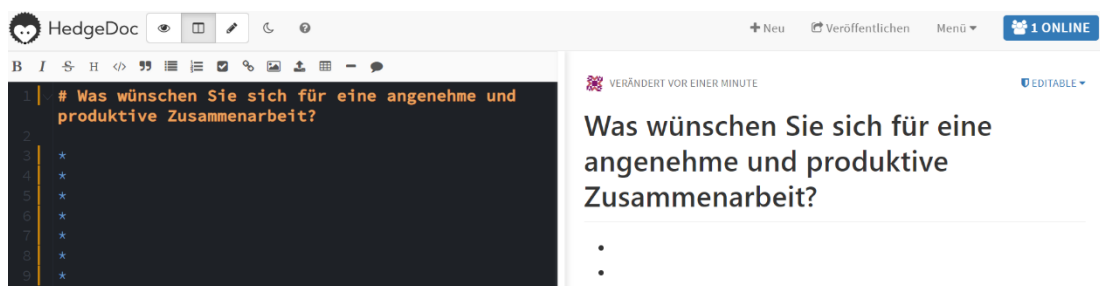 HedgeDoc
+ Neu
Veröffentlichen
Menü
1 ONLINE
B I S H </>
1 # Was wünschen Sie sich für eine angenehme und
produktive Zusammenarbeit?
2
3 *
4 *
5 *
6 *
7 *
8 *
9 *
VERÄNDERT VOR EINER MINUTE
EDITABLE
Was wünschen Sie sich für eine
angenehme und produktive
Zusammenarbeit?
•
•